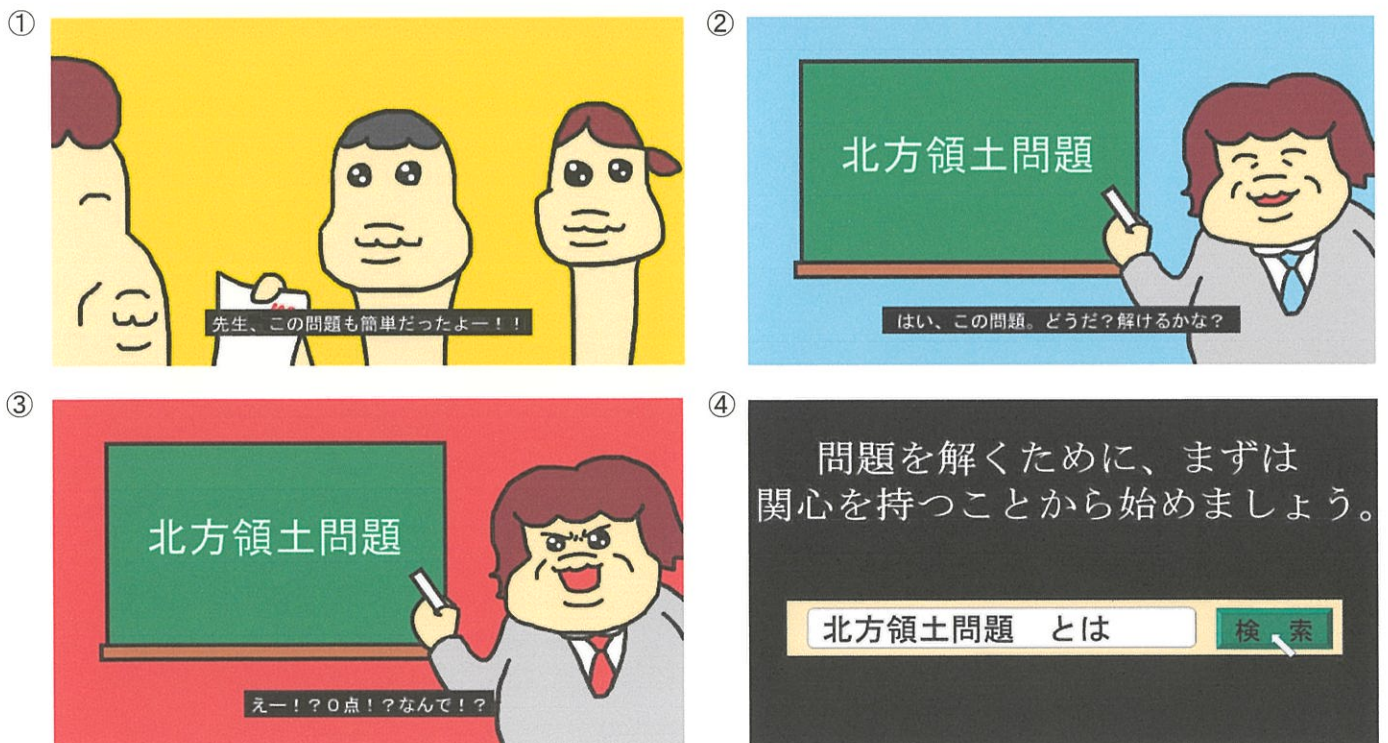 ①
先生、この問題も簡単だったよー！！
②
北方領土問題
はい、この問題。どうだ？解けるかな？
③
北方領土問題
えー！？０点！？なんで！？
④
問題を解くために、まずは
関心を持つことから始めましょう。
北方領土問題　とは
検　索